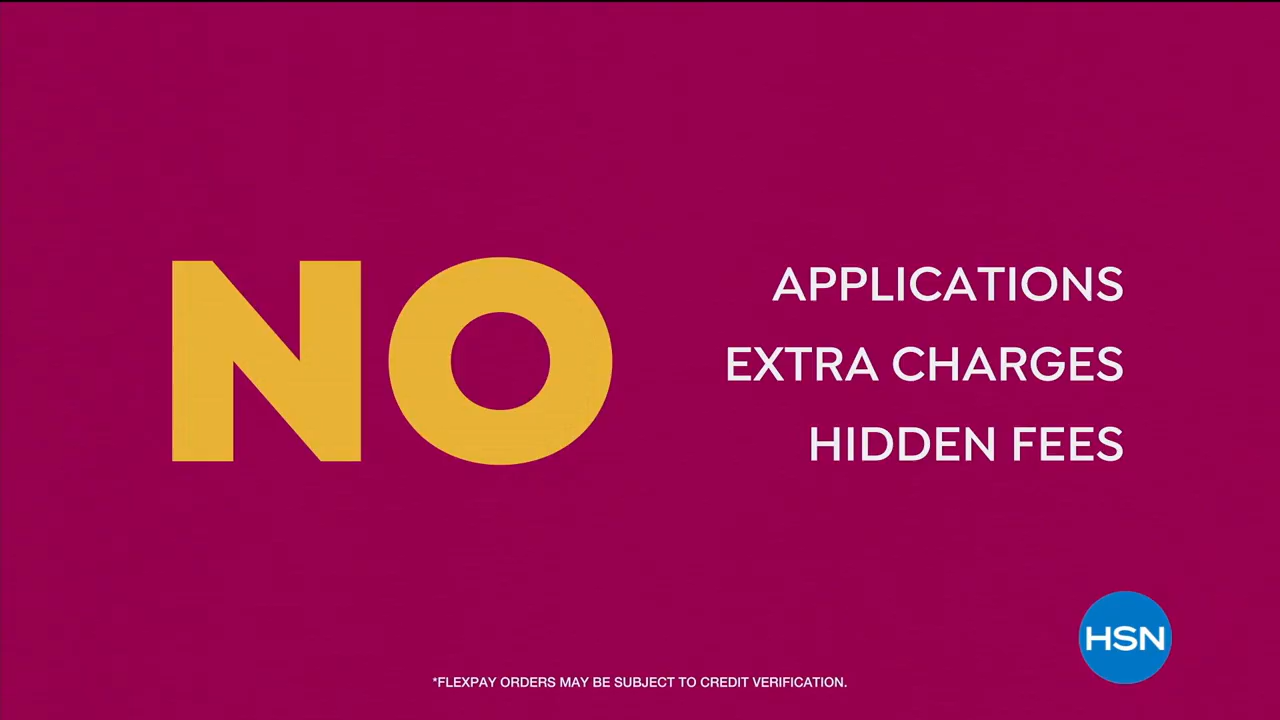 NO
APPLICATIONS
EXTRA CHARGES
HIDDEN FEES
HSN
*FLEXPAY ORDERS MAY BE SUBJECT TO CREDIT VERIFICATION.